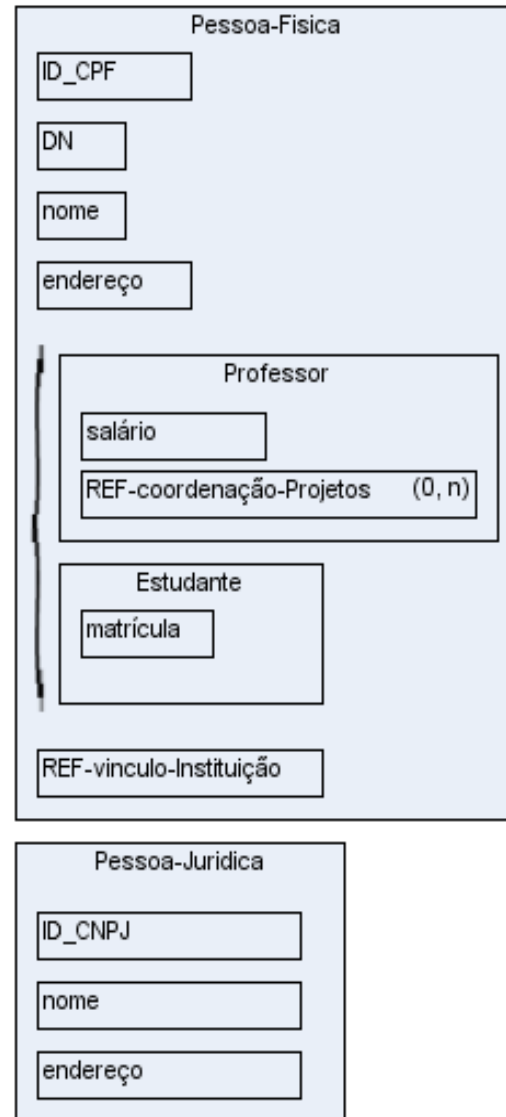 Pessoa-Fisica
ID_CPF
DN
nome
endereço
Professor
salário
REF-coordenação-Projetos (0, n)
Estudante
matrícula
REF-vinculo-Instituição
Pessoa-Juridica
ID_CNPJ
nome
endereço